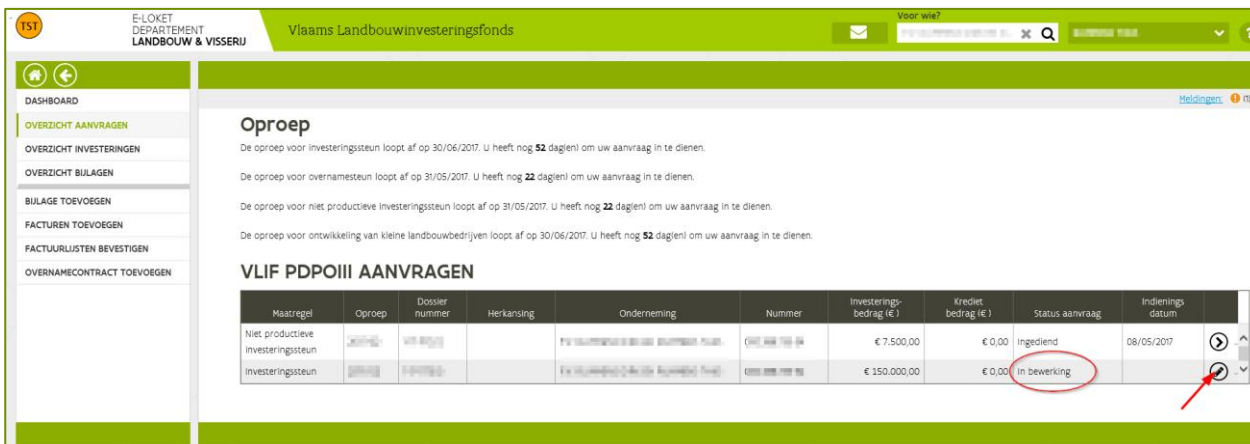 TST
E-LOKET
DEPARTEMENT
LANDBOUW & VISSERIJ
Vlaams Landbouwinvesteringsfonds
Voor wie?
DASHBOARD
OVERZICHT AANVRAGEN
OVERZICHT INVESTERINGEN
OVERZICHT BIJLAGEN
BIJLAGE TOEVOEGEN
FACTUREN TOEVOEGEN
FACTUURLIJSTEN BEVESTIGEN
OVERNAMECONTRACT TOEVOEGEN
Meldingen:
Oproep
De oproep voor investeringssteun loopt af op 30/06/2017. U heeft nog 52 dag(en) om uw aanvraag in te dienen.
De oproep voor overnamesteun loopt af op 31/05/2017. U heeft nog 22 dag(en) om uw aanvraag in te dienen.
De oproep voor niet productieve investeringssteun loopt af op 31/05/2017. U heeft nog 22 dag(en) om uw aanvraag in te dienen.
De oproep voor ontwikkeling van kleine landbouwbedrijven loopt af op 30/06/2017. U heeft nog 52 dag(en) om uw aanvraag in te dienen.
VLIF PDPOIII AANVRAGEN
Maatregel Oproep Dossier nummer Herkansing Onderneming Nummer Investerings- bedrag (€ ) Krediet bedrag (€ ) Status aanvraag Indienings datum
Niet productieve investeringssteun € 7.500,00 € 0,00 Ingediend 08/05/2017
Investeringssteun € 150.000,00 € 0,00 In bewerking